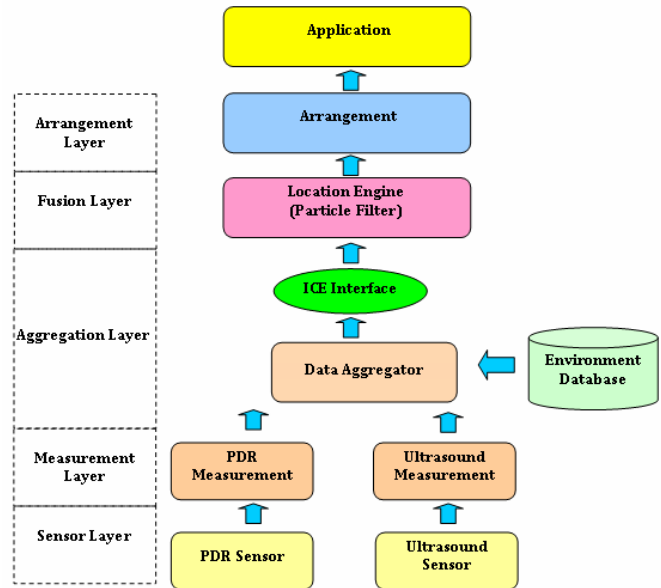 Application
Arrangement
Layer
Arrangement
Fusion Layer
Location Engine
(Particle Filter)
ICE Interface
Aggregation Layer
Data Aggregator
Environment
Database
Measurement
Layer
PDR
Measurement
Ultrasound
Measurement
Sensor Layer
PDR Sensor
Ultrasound
Sensor